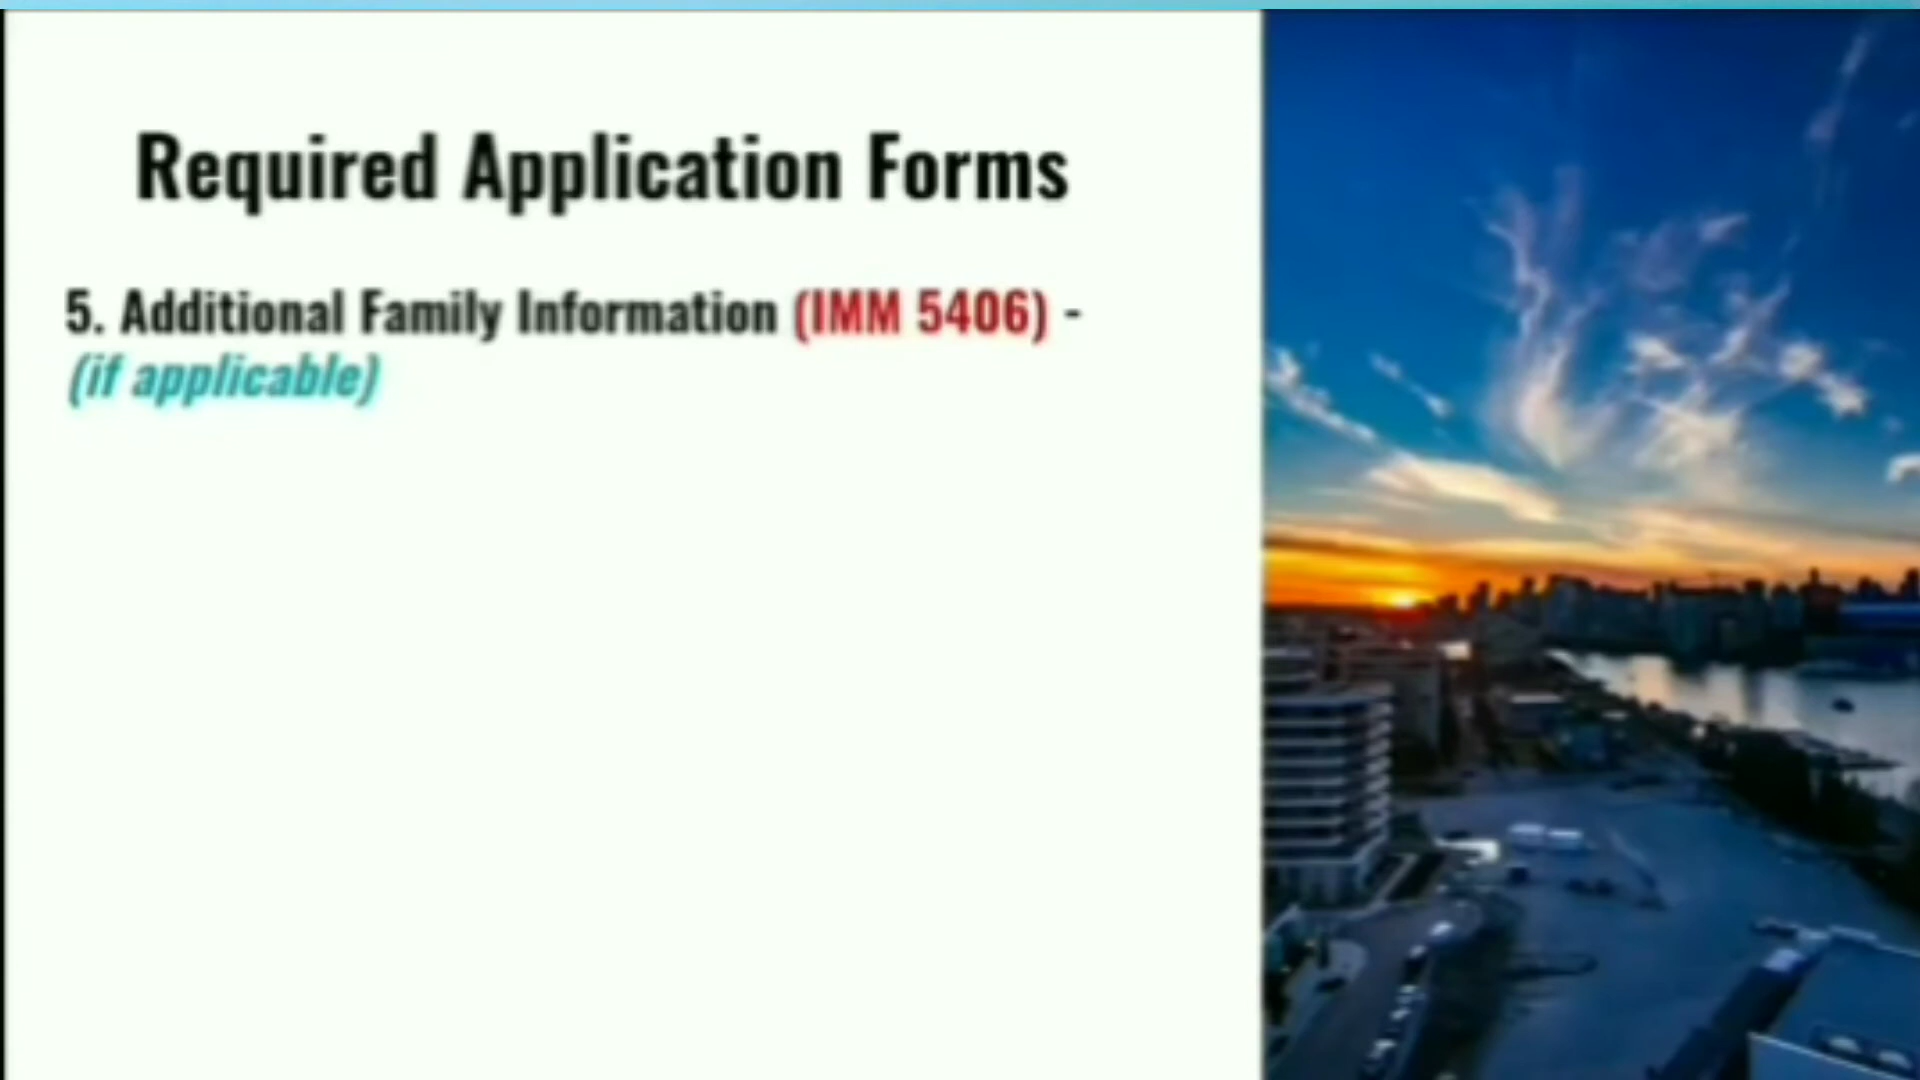 Required Application Forms
5. Additional Family Information (IMM 5406) -
(if applicable)